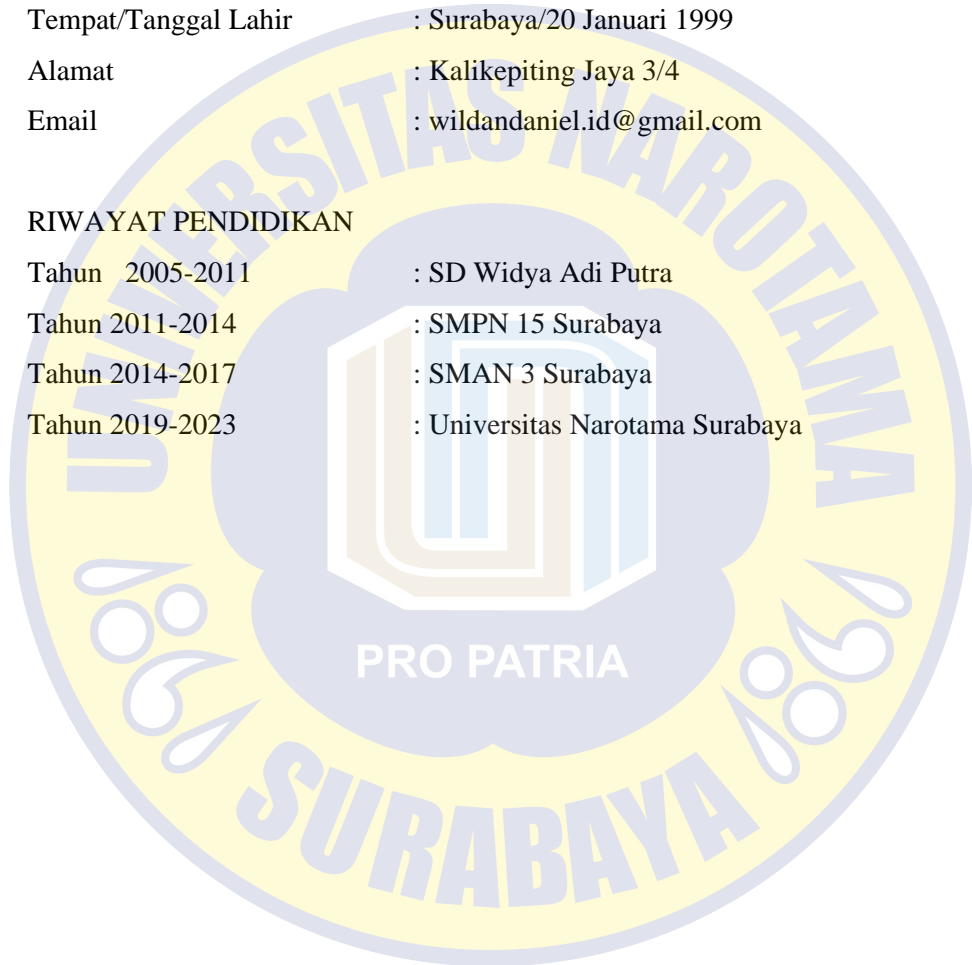 Tempat/Tanggal Lahir : Surabaya/20 Januari 1999
Alamat : Kalikepiting Jaya 3/4
Email : wildandaniel.id@gmail.com
RIWAYAT PENDIDIKAN
Tahun 2005-2011 : SD Widya Adi Putra
Tahun 2011-2014 : SMPN 15 Surabaya
Tahun 2014-2017 : SMAN 3 Surabaya
Tahun 2019-2023 : Universitas Narotama Surabaya
UNIVERSITAS NAROTAMA
PRO PATRIA
SURABAYA